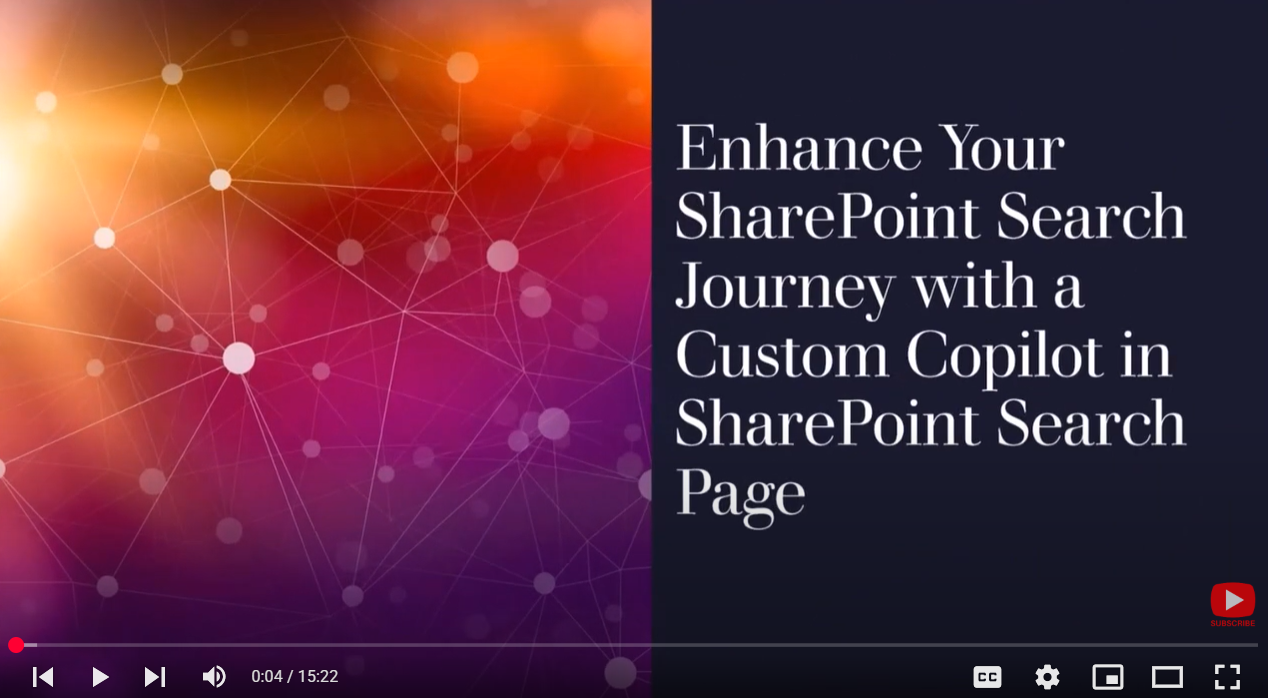 Enhance Your
SharePoint Search
Journey with a
Custom Copilot in
SharePoint Search
Page
SUBSCRIBE
0:04 / 15:22
CC